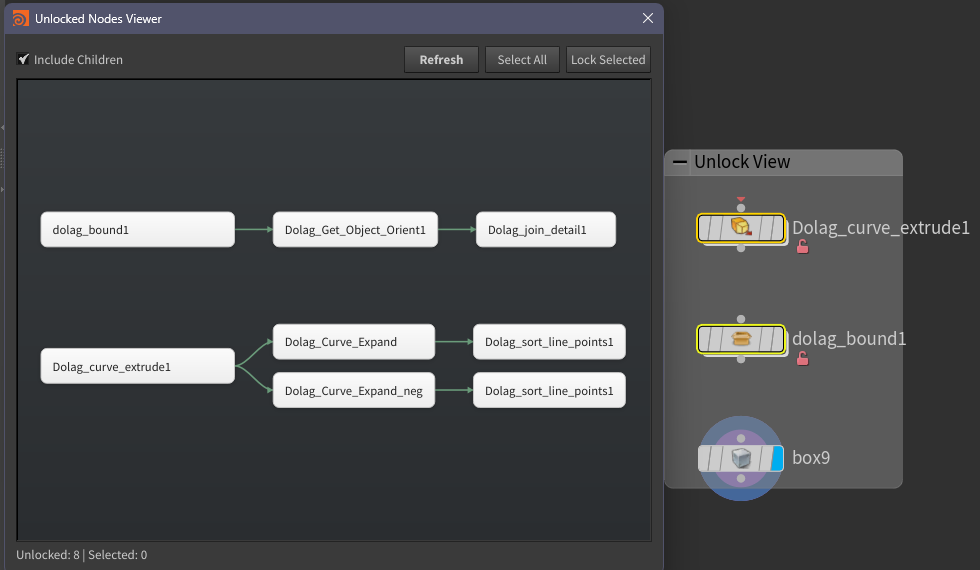 Unlocked Nodes Viewer
Include Children
Refresh
Select All
Lock Selected
dolag_bound1
Dolag_Get_Object_Orient1
Dolag_join_detail1
Dolag_curve_extrude1
Dolag_Curve_Expand
Dolag_sort_line_points1
Dolag_Curve_Expand_neg
Dolag_sort_line_points1
Unlocked: 8 | Selected: 0
Unlock View
Dolag_curve_extrude1
dolag_bound1
box9